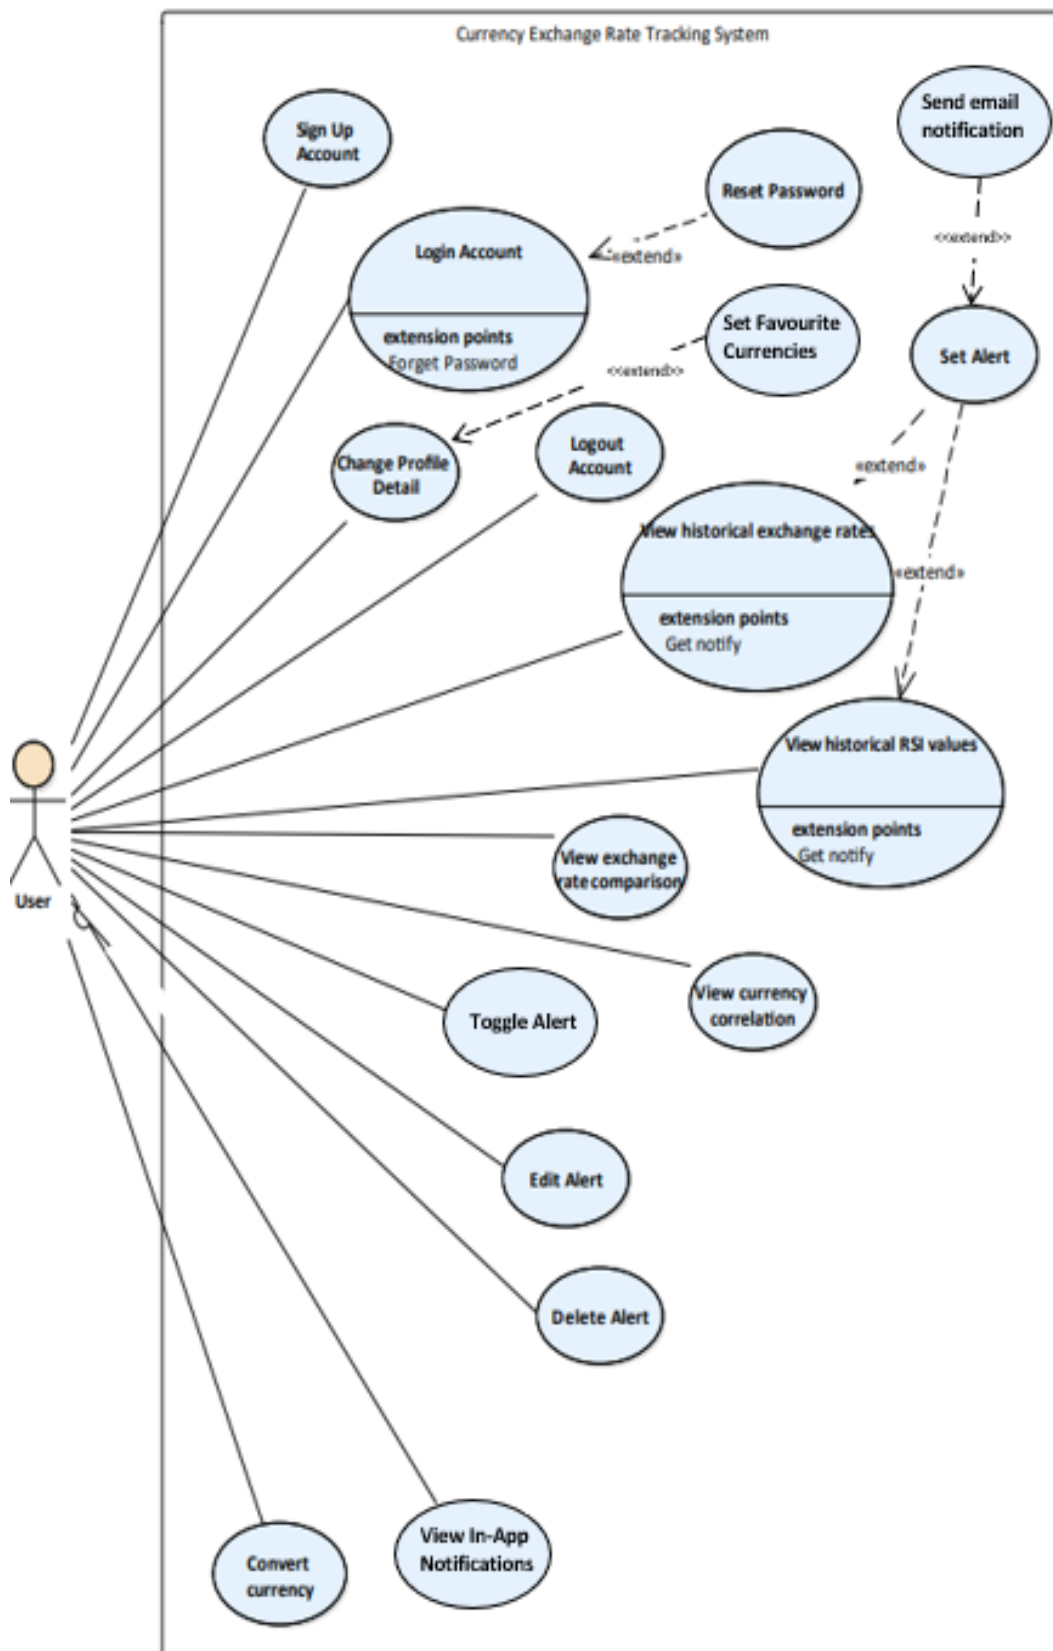 Currency Exchange Rate Tracking System
Send email
notification
Sign Up
Account
Reset Password
<<extend>>
Login Account
«extend»
extension points
Forget Password
Set Favourite
Currencies
<<extend>>
Set Alert
Change Profile
Detail
Logout
Account
«extend»
View historical exchange rates
«extend»
extension points
Get notify
View historical RSI values
extension points
Get notify
View exchange
rate comparison
User
View currency
correlation
Toggle Alert
Edit Alert
Delete Alert
View In-App
Notifications
Convert
currency